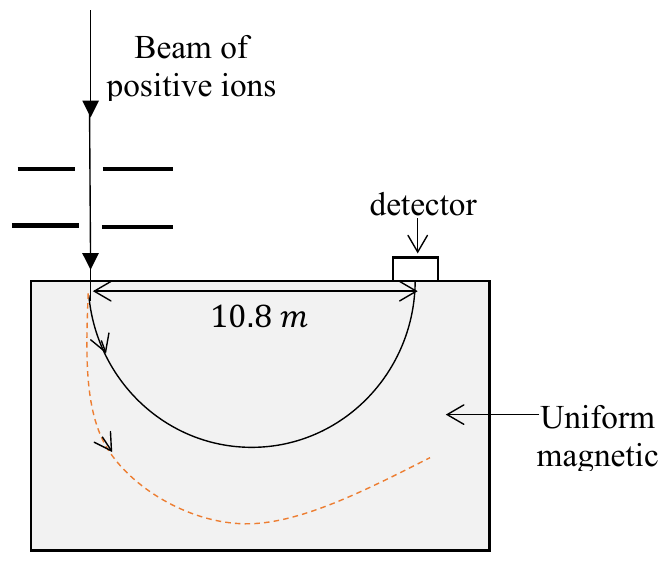 Beam of
positive ions
detector
10.8 m
Uniform
magnetic